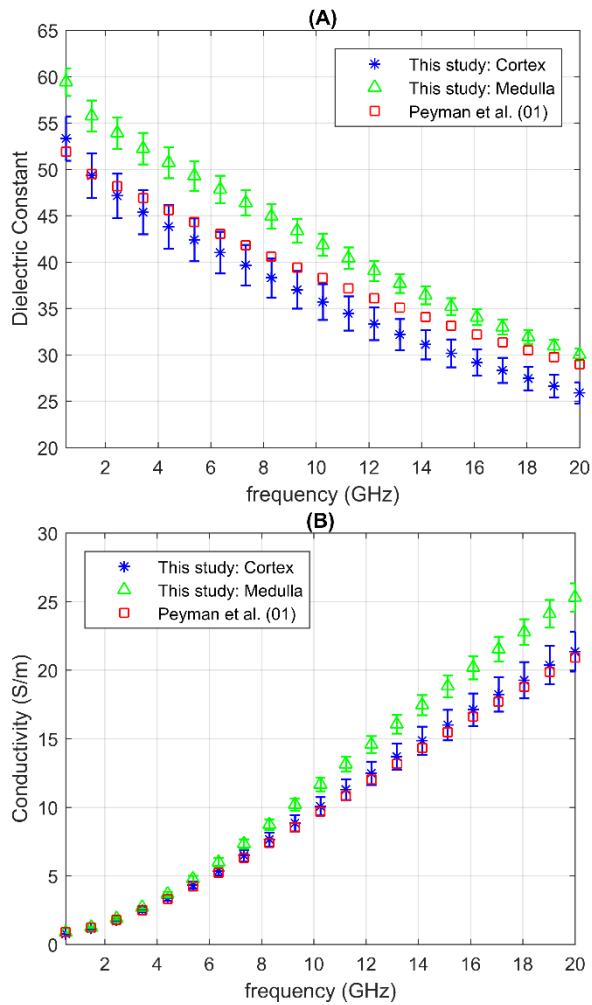 (A)
65
60
55
50
45
40
35
30
25
20
Dielectric Constant
This study: Cortex
This study: Medulla
Peyman et al. (01)
2 4 6 8 10 12 14 16 18 20
frequency (GHz)
(B)
30
25
20
15
10
5
0
Conductivity (S/m)
This study: Cortex
This study: Medulla
Peyman et al. (01)
2 4 6 8 10 12 14 16 18 20
frequency (GHz)